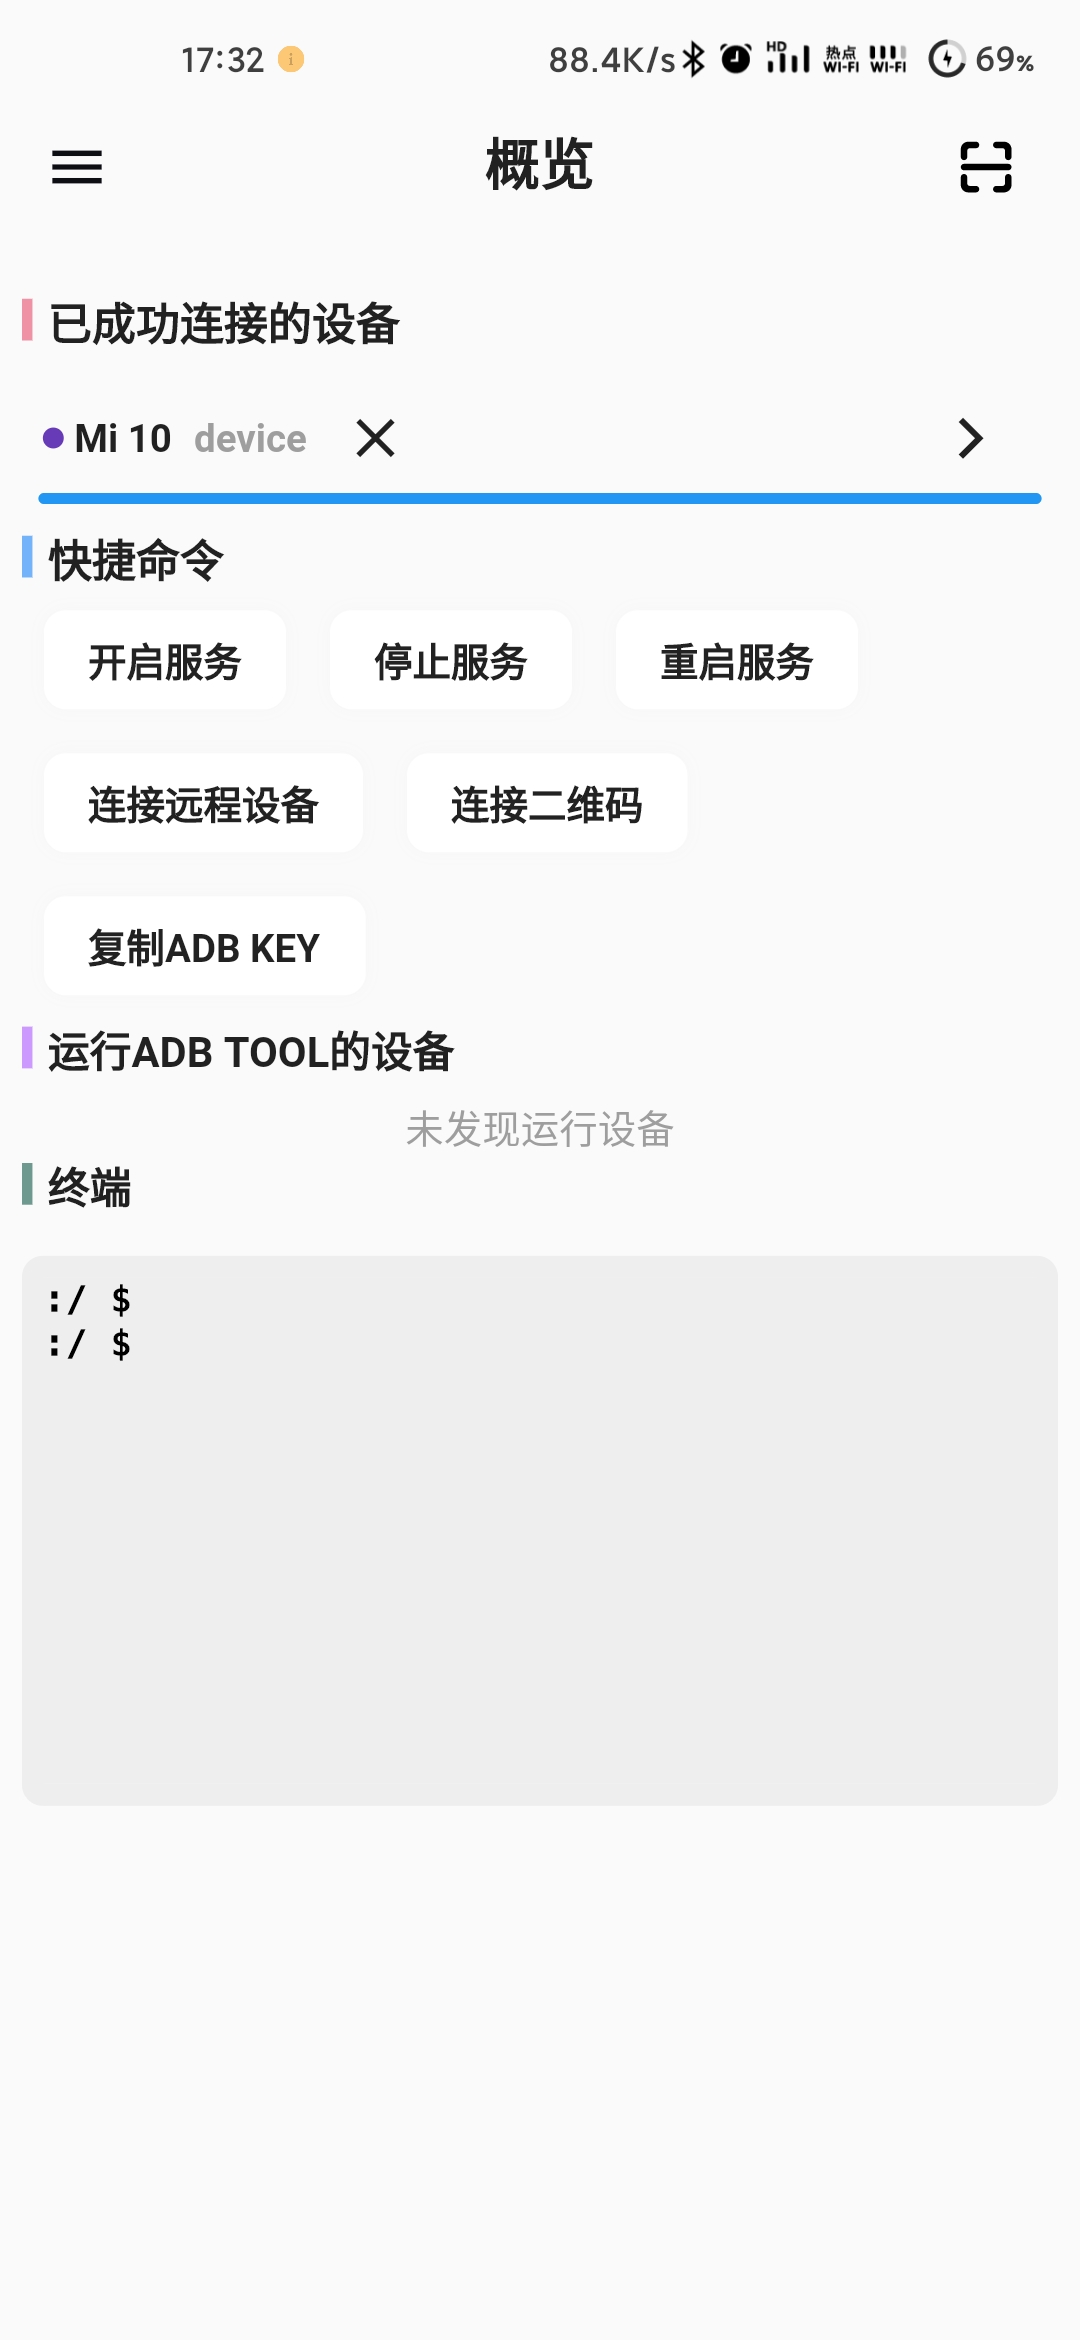 17:32 88.4K/s HD 热点 WI-FI WI-FI 69%
概览
已成功连接的设备
Mi 10 device
快捷命令
开启服务 停止服务 重启服务
连接远程设备 连接二维码
复制ADB KEY
运行ADB TOOL的设备
未发现运行设备
终端
:/ $
:/ $